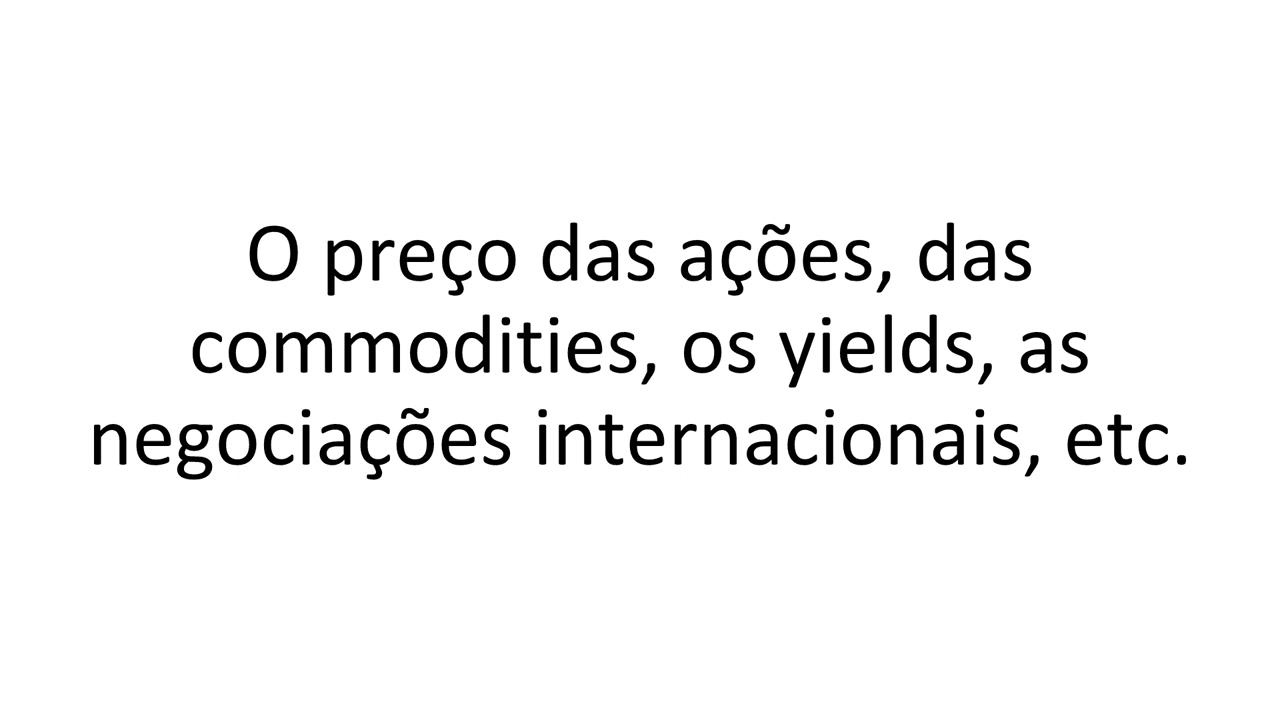 O preço das ações, das
commodities, os yields, as
negociações internacionais, etc.